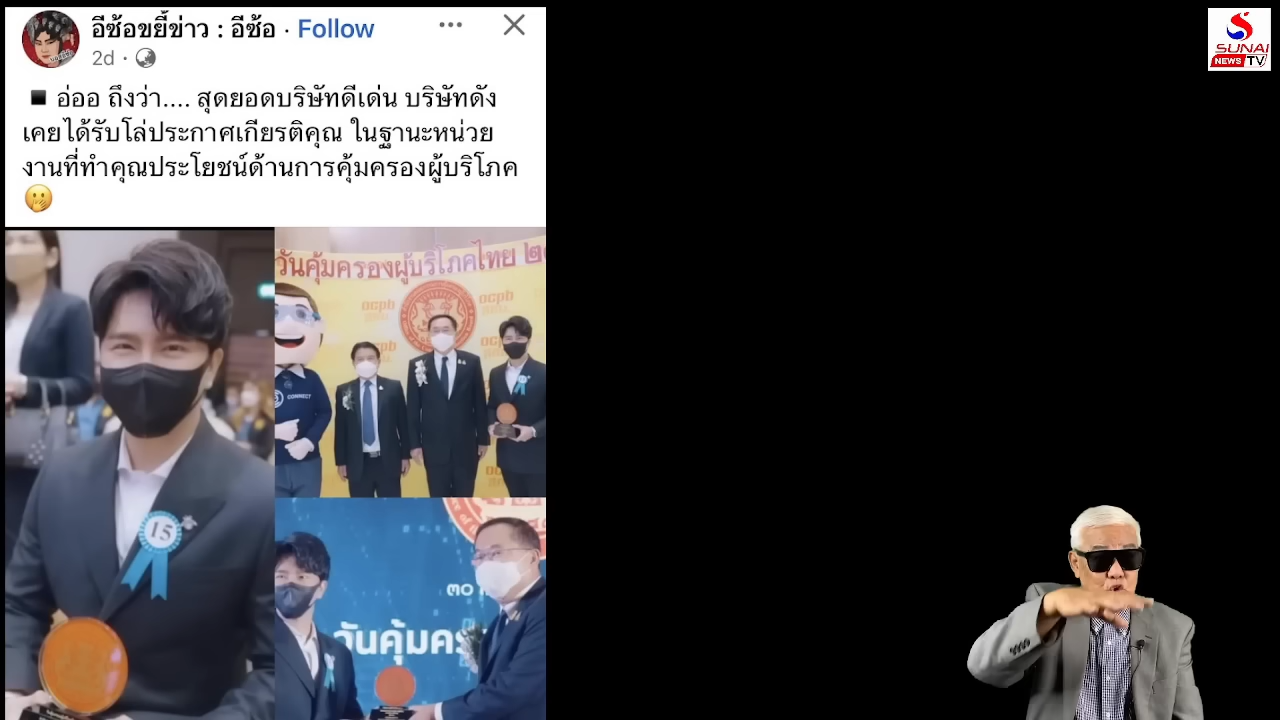 อีซ้อขยี้ข่าว : อีซ้อ · Follow
2d ·
อ่ออ ถึงว่า.... สุดยอดบริษัทดีเด่น บริษัทดัง
เคยได้รับโล่ประกาศเกียรติคุณ ในฐานะหน่วย
งานที่ทำคุณประโยชน์ด้านการคุ้มครองผู้บริโภค
SUNAI
NEWS TV
วันคุ้มครองผู้บริโภคไทย ๒๐
ocpb
ocpb
CONNECT
15
๓๐
วันคุ้มคร